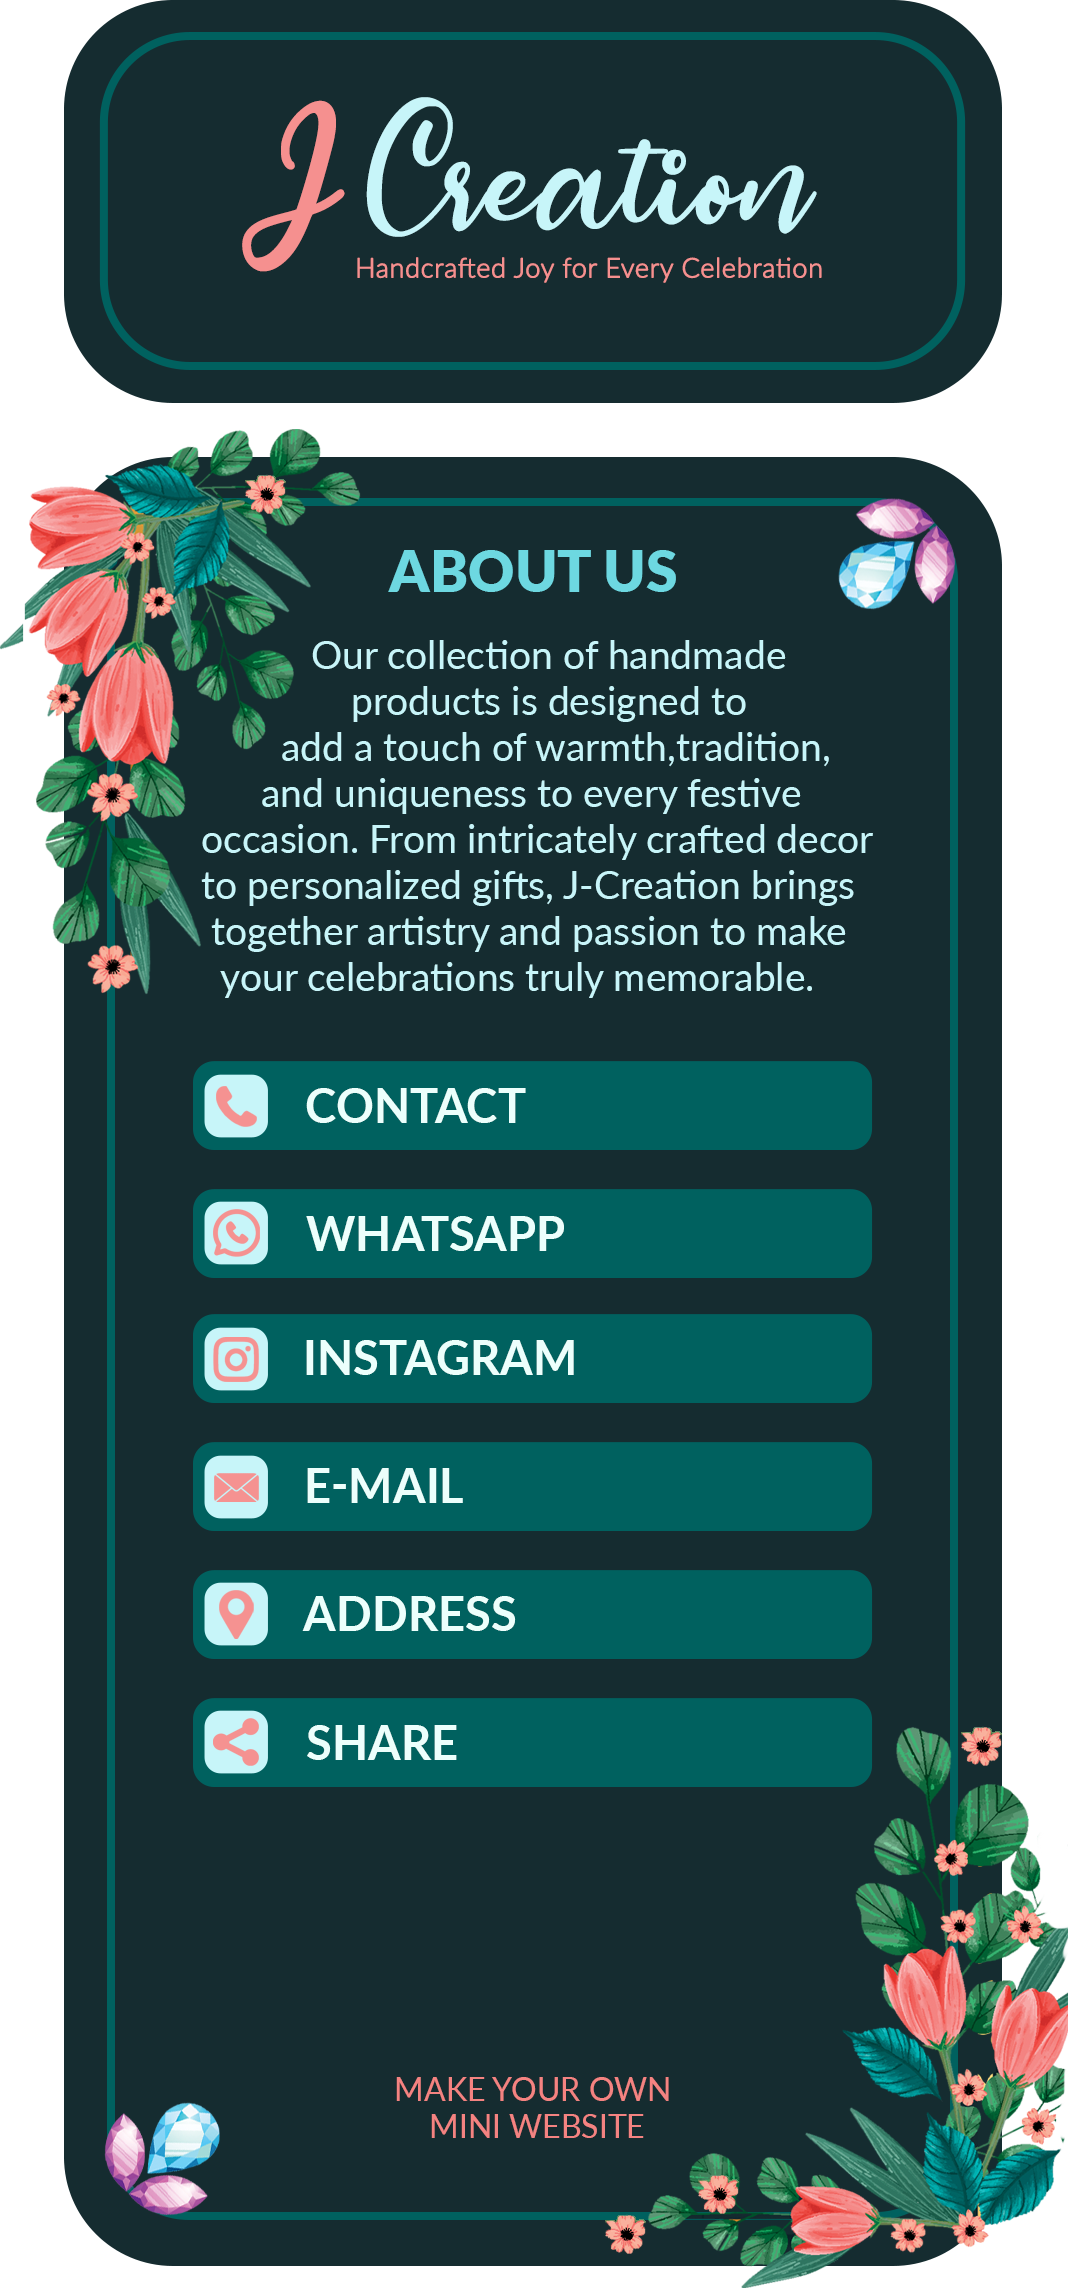 J Creation
Handcrafted Joy for Every Celebration
ABOUT US
Our collection of handmade
products is designed to
add a touch of warmth,tradition,
and uniqueness to every festive
occasion. From intricately crafted decor
to personalized gifts, J-Creation brings
together artistry and passion to make
your celebrations truly memorable.
CONTACT
WHATSAPP
INSTAGRAM
E-MAIL
ADDRESS
SHARE
MAKE YOUR OWN
MINI WEBSITE